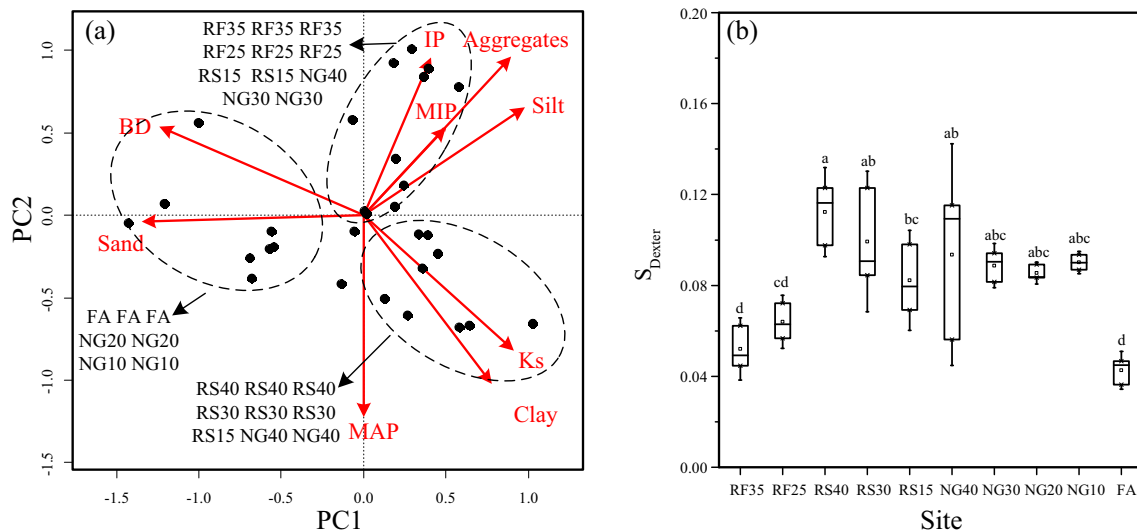 (a)
RF35 RF35 RF35
RF25 RF25 RF25
RS15 RS15 NG40
NG30 NG30
IP
Aggregates
MIP
Silt
BD
Sand
FA FA FA
NG20 NG20
NG10 NG10
RS40 RS40 RS40
RS30 RS30 RS30
RS15 NG40 NG40
Ks
Clay
MAP
PC2
1.0
0.5
0.0
-0.5
-1.0
-1.5
-1.5
-1.0
-0.5
0.0
0.5
1.0
PC1
(b)
S_Dexter
0.20
0.16
0.12
0.08
0.04
0.00
d
cd
a
ab
bc
ab
abc
abc
abc
d
RF35 RF25 RS40 RS30 RS15 NG40 NG30 NG20 NG10 FA
Site